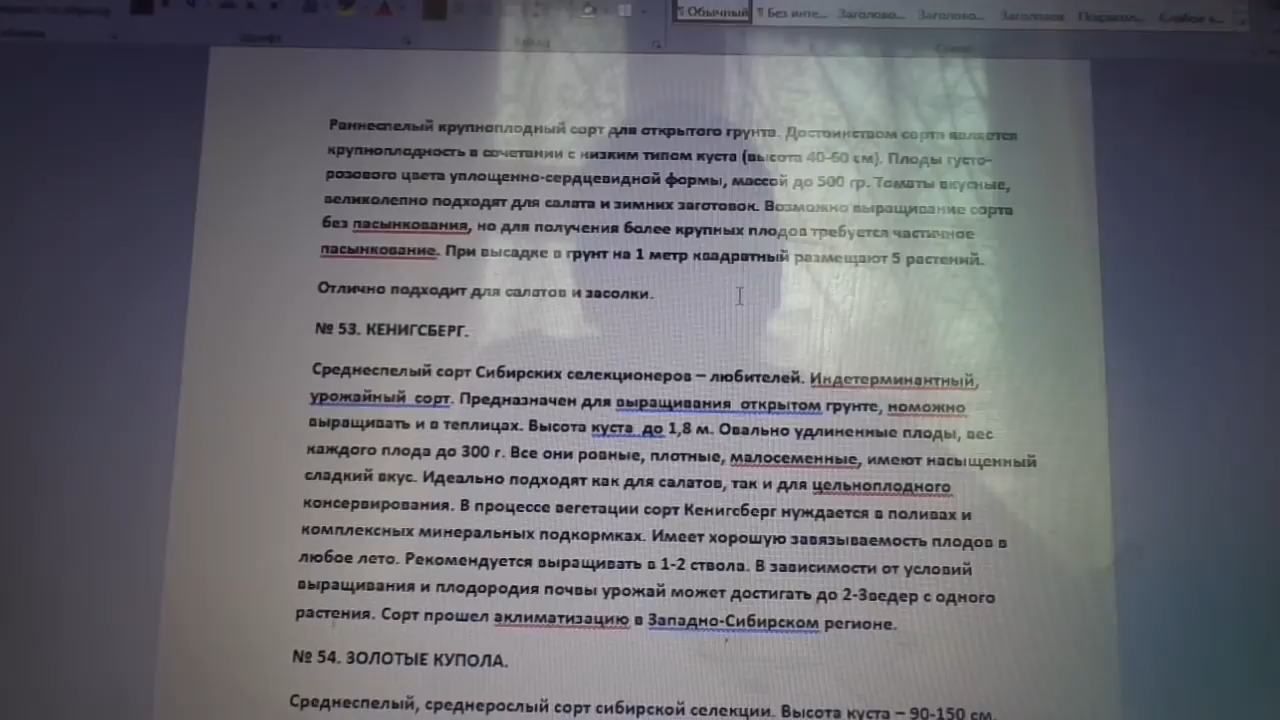 Обычный
Без инте...
Заголово...
Заголово...
Заголовок
Шрифт
Раннеспелый крупноплодный сорт для открытого грунта. Достоинством сорта является
крупноплодность в сочетании с низким типом куста (высота 40-60 см). Плоды густо-
розового цвета уплощенно-сердцевидной формы, массой до 500 гр. Томаты вкусные,
великолепно подходят для салата и зимних заготовок. Возможно выращивание сорта
без пасынкования, но для получения более крупных плодов требуется частичное
пасынкование. При высадке в грунт на 1 метр квадратный размещают 5 растений.
Отлично подходит для салатов и засолки.
№ 53. КЕНИГСБЕРГ.
Среднеспелый сорт Сибирских селекционеров – любителей. Индетерминантный,
урожайный сорт. Предназначен для выращивания открытом грунте, номожно
выращивать и в теплицах. Высота куста до 1,8 м. Овально удлиненные плоды, вес
каждого плода до 300 г. Все они ровные, плотные, малосеменные, имеют насыщенный
сладкий вкус. Идеально подходят как для салатов, так и для цельноплодного
консервирования. В процессе вегетации сорт Кенигсберг нуждается в поливах и
комплексных минеральных подкормках. Имеет хорошую завязываемость плодов в
любое лето. Рекомендуется выращивать в 1-2 ствола. В зависимости от условий
выращивания и плодородия почвы урожай может достигать до 2-3ведер с одного
растения. Сорт прошел аклиматизацию в Западно-Сибирском регионе.
№ 54. ЗОЛОТЫЕ КУПОЛА.
Среднеспелый, среднерослый сорт сибирской селекции. Высота куста – 90-150 см.